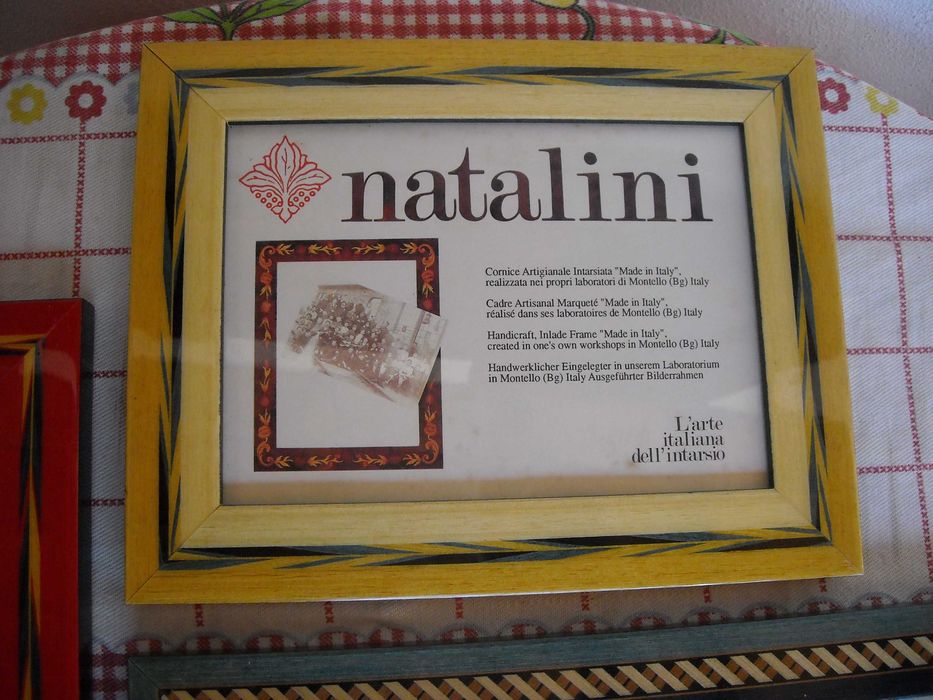 natalini
Cornice Artigianale Intarsiata "Made in Italy",
realizzata nei propri laboratori di Montello (Bg) Italy
Cadre Artisanal Marqueté "Made in Italy",
réalisé dans ses laboratoires de Montello (Bg) Italy
Handicraft, Inlade Frame "Made in Italy",
created in one's own workshops in Montello (Bg) Italy
Handwerklicher Eingelegter in unserem Laboratorium
in Montello (Bg) Italy Ausgeführter Bilderrahmen
L'arte
italiana
dell'intarsio